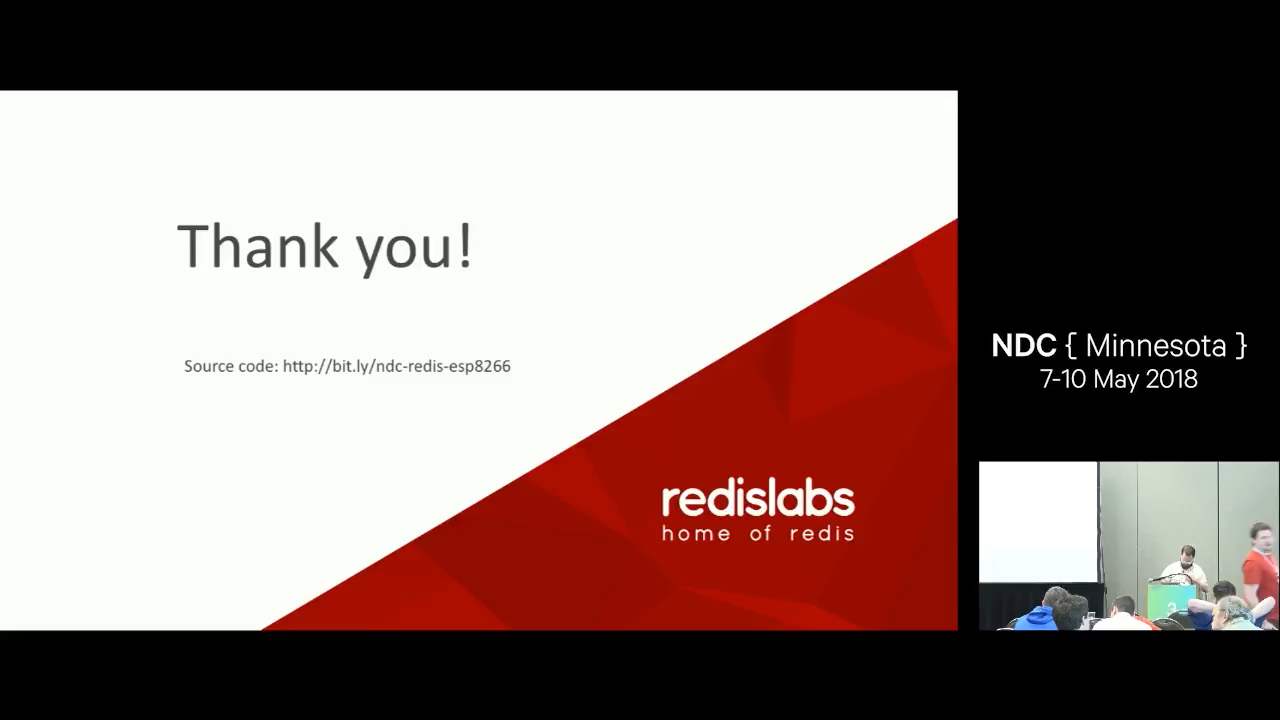 Thank you!
Source code: http://bit.ly/ndc-redis-esp8266
redislabs
home of redis
NDC { Minnesota }
7-10 May 2018